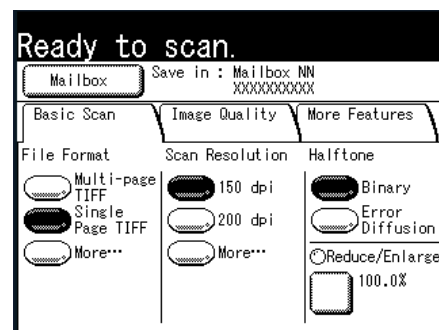 Ready to scan.
Mailbox
Save in : Mailbox NN
XXXXXXXXXX
Basic Scan
Image Quality
More Features
File Format
Multi-page
TIFF
Single
Page TIFF
More…
Scan Resolution
150 dpi
200 dpi
More…
Halftone
Binary
Error
Diffusion
Reduce/Enlarge
100.0%